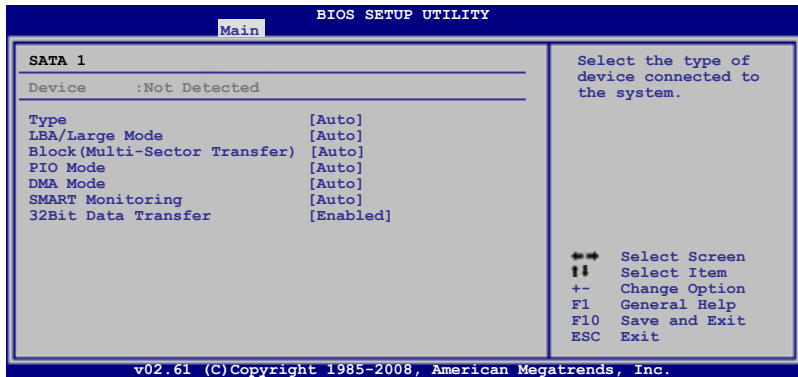 BIOS SETUP UTILITY
Main
SATA 1
Device :Not Detected
Type [Auto]
LBA/Large Mode [Auto]
Block(Multi-Sector Transfer) [Auto]
PIO Mode [Auto]
DMA Mode [Auto]
SMART Monitoring [Auto]
32Bit Data Transfer [Enabled]
Select the type of
device connected to
the system.
←→ Select Screen
↑↓ Select Item
+- Change Option
F1 General Help
F10 Save and Exit
ESC Exit
v02.61 (C)Copyright 1985-2008, American Megatrends, Inc.